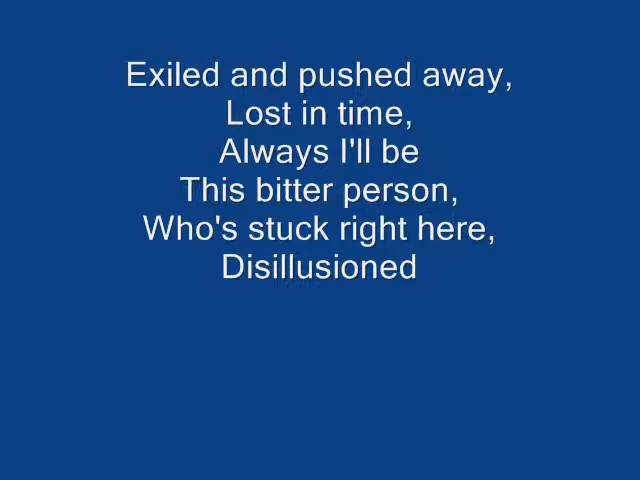 Exiled and pushed away,
Lost in time,
Always I'll be
This bitter person,
Who's stuck right here,
Disillusioned